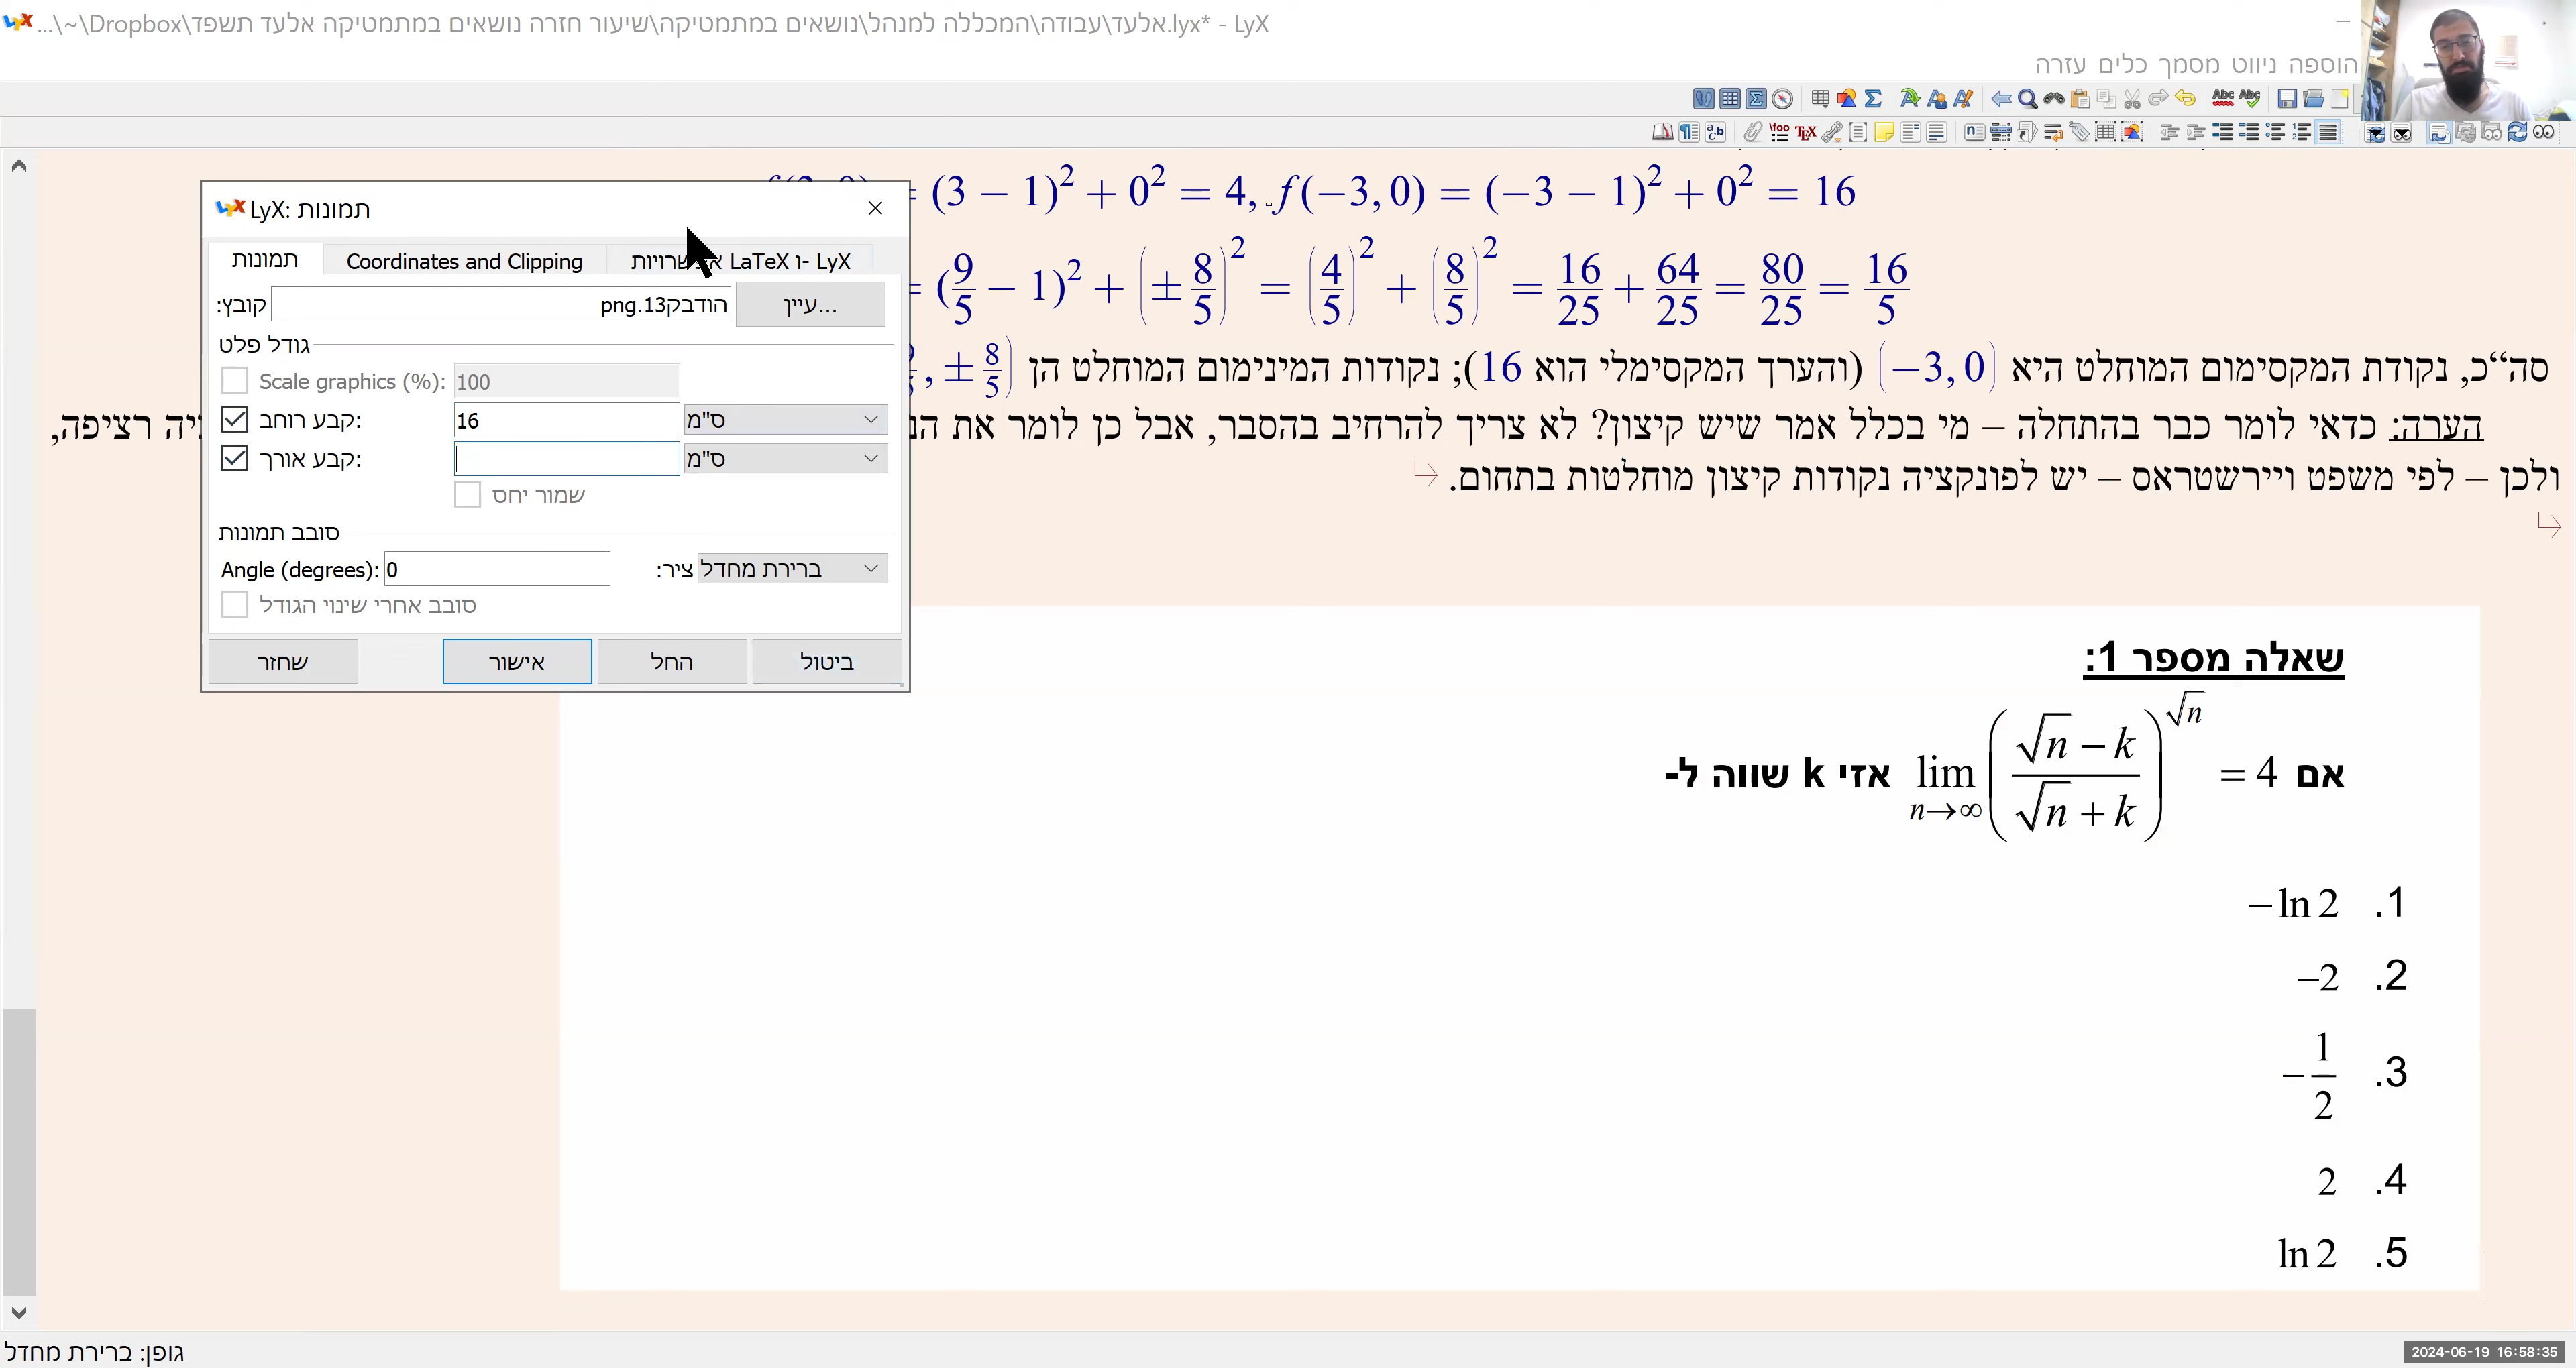 ...\~\Dropbox\אלעד\עבודה\המכללה למנהל\נושאים במתמטיקה\שיעור חזרה נושאים במתמטיקה אלעד תשפד.lyx* - LyX
הוספה ניווט מסמך כלים עזרה
= (3 − 1)² + 0² = 4, f(−3, 0) = (−3 − 1)² + 0² = 16
= (9/5 − 1)² + (± 8/5)² = (4/5)² + (8/5)² = 16/25 + 64/25 = 80/25 = 16/5
סה“כ, נקודת המקסימום המוחלט היא (−3, 0) (והערך המקסימלי הוא 16); נקודות המינימום המוחלט הן , ± 8/5)
הערה: כדאי לומר כבר בהתחלה – מי בכלל אמר שיש קיצון? לא צריך להרחיב בהסבר, אבל כן לומר את רציפה,
ולכן – לפי משפט ויירשטראס – יש לפונקציה נקודות קיצון מוחלטות בתחום.
LyX: תמונות
תמונות
Coordinates and Clipping
LaTeX ו- LyX
קובץ:
הודבק13.png
עיין...
גודל פלט
Scale graphics (%): 100
קבע רוחב: 16 ס"מ
קבע אורך: ס"מ
שמור יחס
סובב תמונות
Angle (degrees): 0
ציר: ברירת מחדל
סובב אחרי שינוי הגודל
שחזר
אישור
החל
ביטול
שאלה מספר 1:
אם lim n→∞ ((√n − k)/(√n + k))^√n = 4 אזי k שווה ל-
1. − ln 2
2. −2
3. − 1/2
4. 2
5. ln 2
גופן: ברירת מחדל
2024-06-19 16:58:35